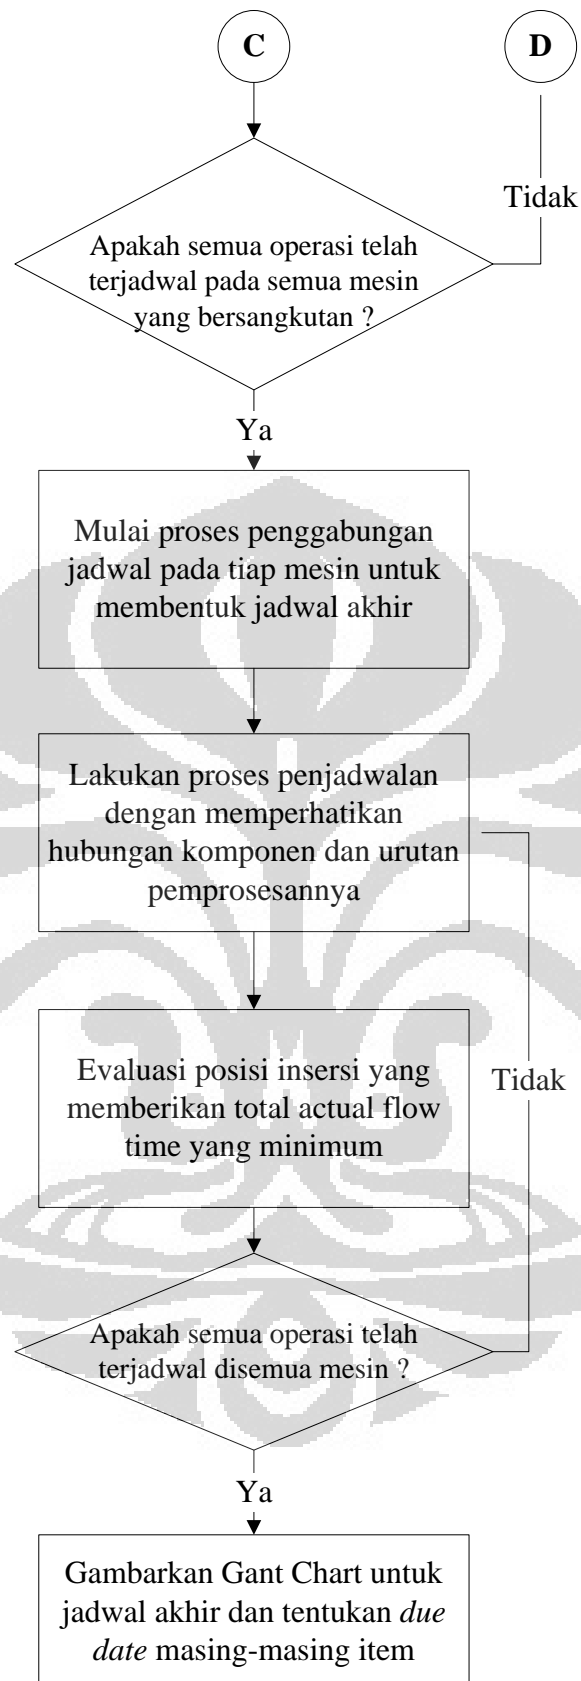 C
D
Tidak
Apakah semua operasi telah
terjadwal pada semua mesin
yang bersangkutan ?
Ya
Mulai proses penggabungan
jadwal pada tiap mesin untuk
membentuk jadwal akhir
Lakukan proses penjadwalan
dengan memperhatikan
hubungan komponen dan urutan
pemprosesannya
Evaluasi posisi insersi yang
memberikan total actual flow
time yang minimum
Tidak
Apakah semua operasi telah
terjadwal disemua mesin ?
Ya
Gambarkan Gant Chart untuk
jadwal akhir dan tentukan due
date masing-masing item